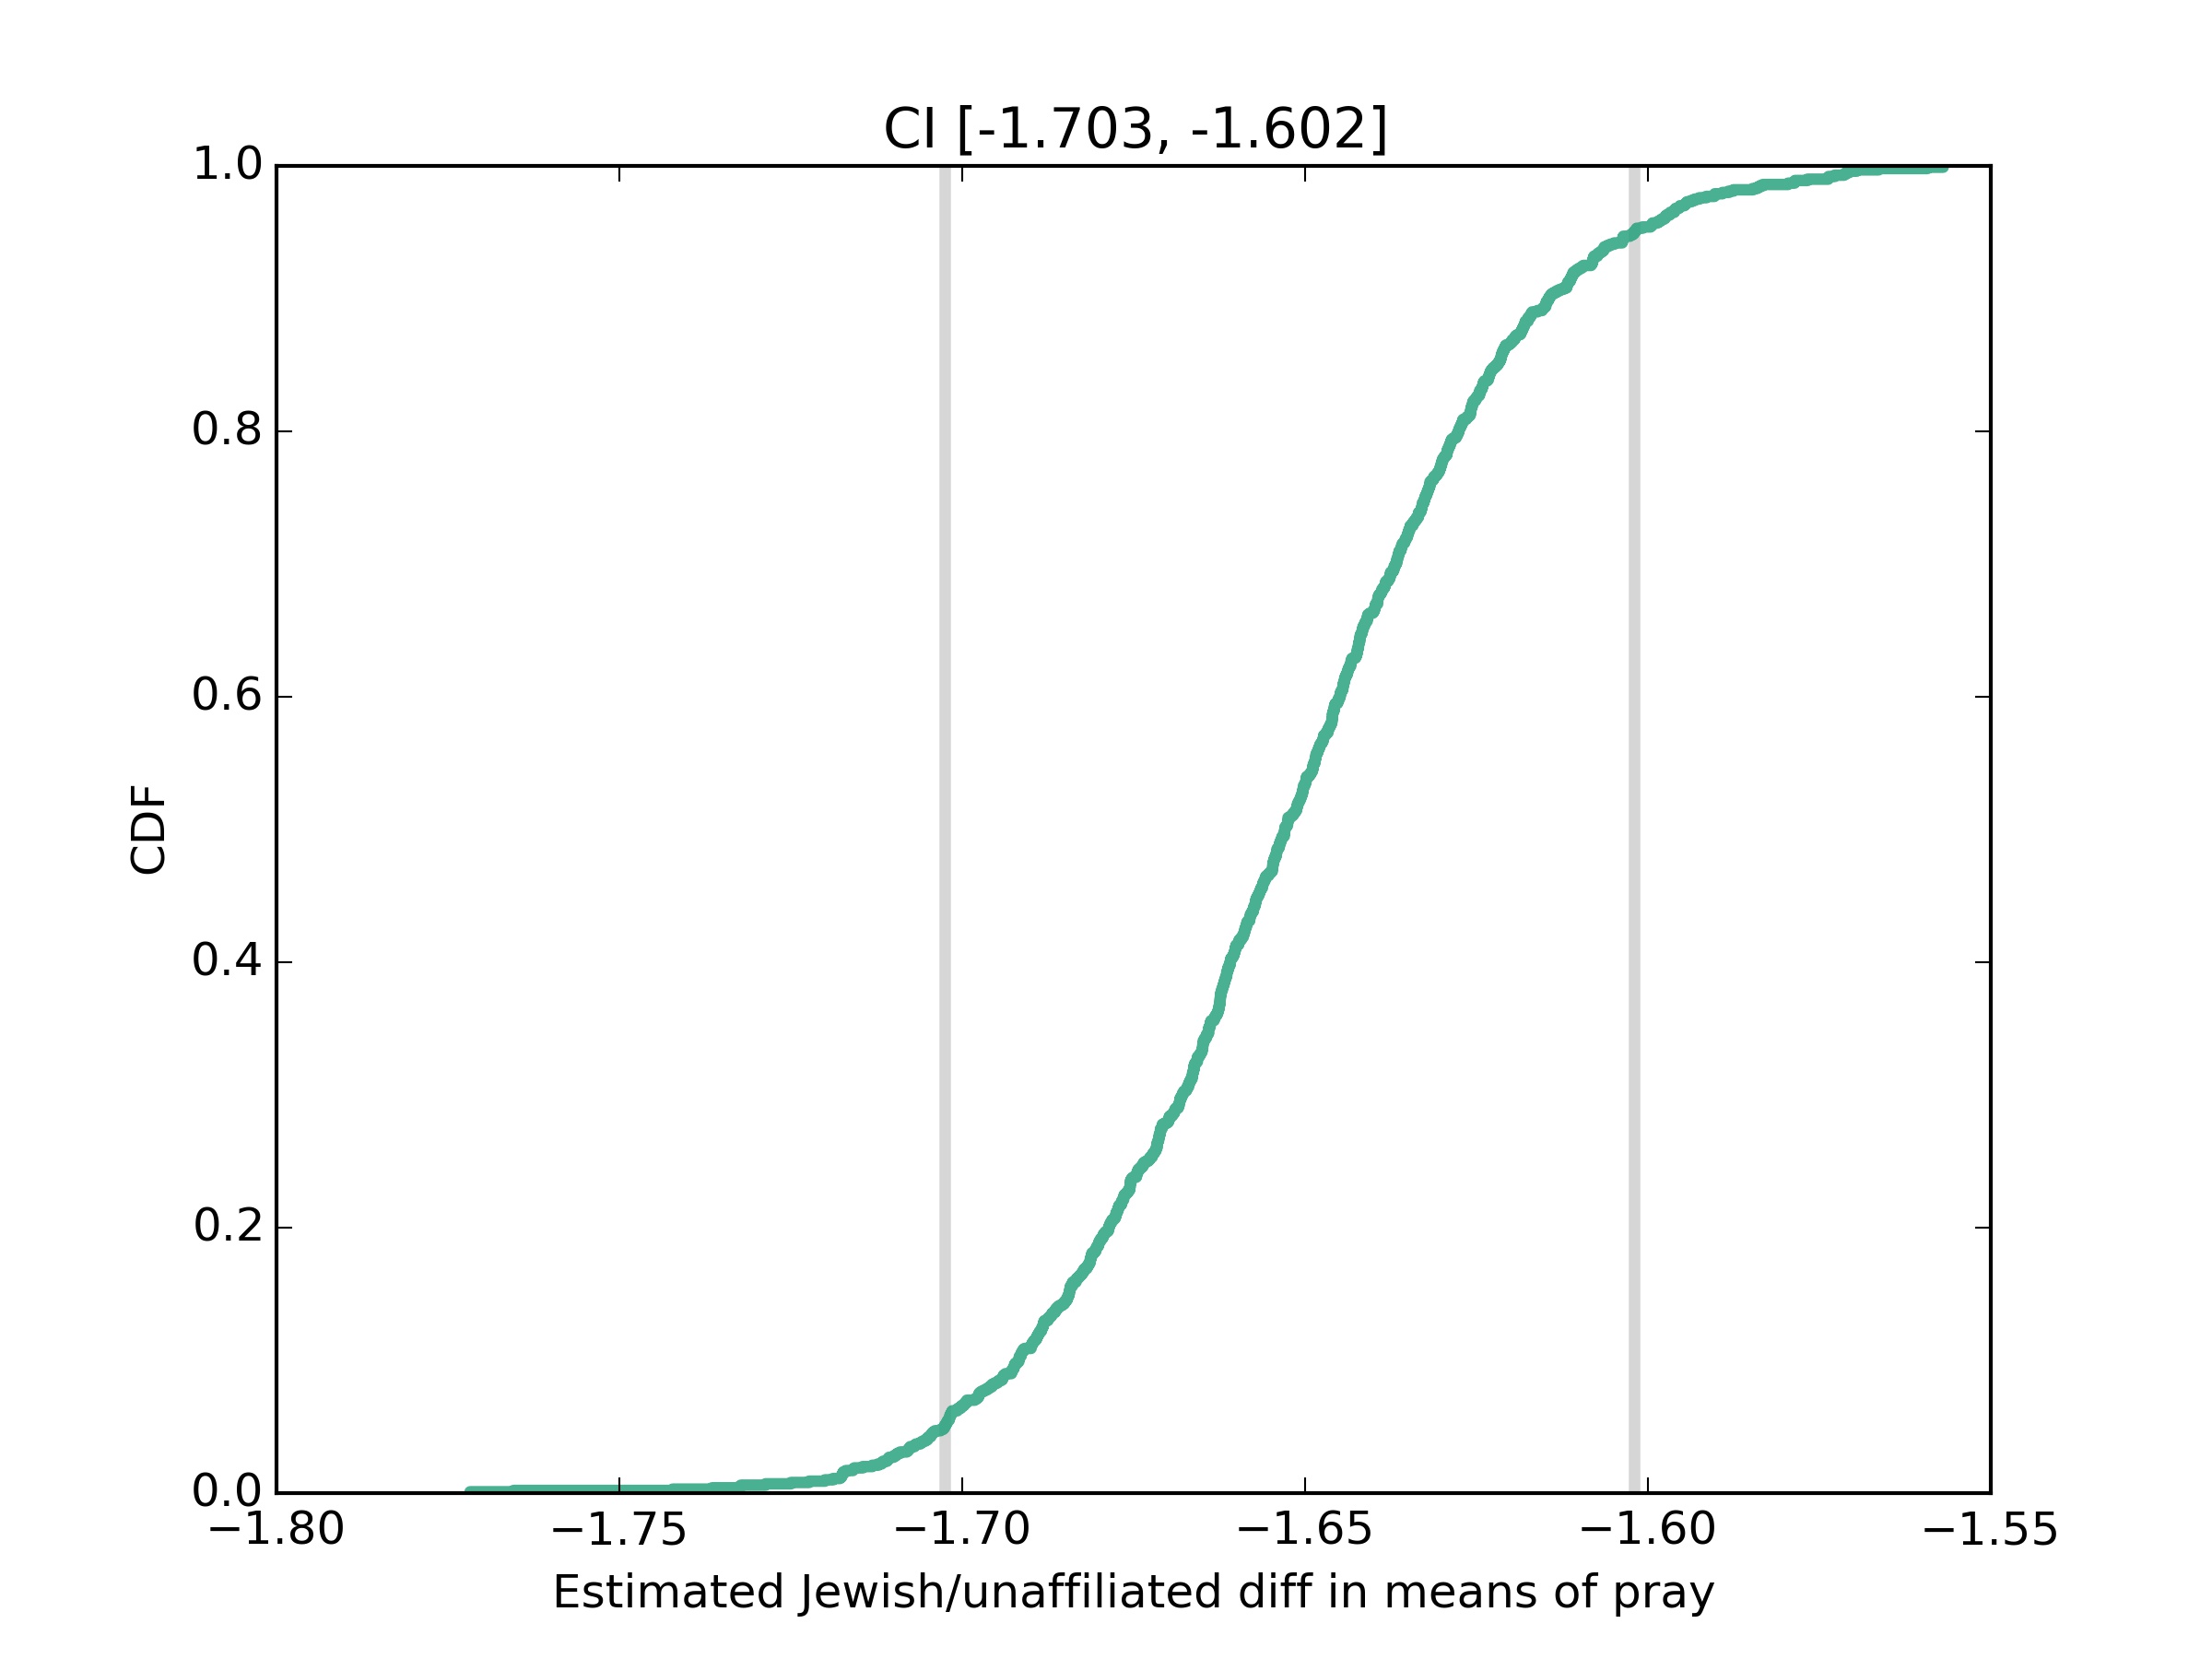 CI [-1.703, -1.602]
1.0
0.8
0.6
0.4
0.2
0.0
CDF
−1.80 −1.75 −1.70 −1.65 −1.60 −1.55
Estimated Jewish/unaffiliated diff in means of pray